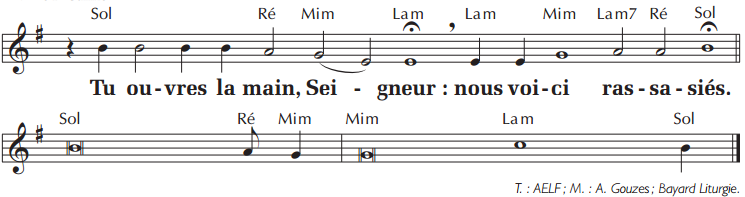 Sol Ré Mim Lam Lam Mim Lam7 Ré Sol
Tu ou-vres la main, Sei - gneur : nous voi-ci ras-sa-siés.
Sol Ré Mim Mim Lam Sol
T. : AELF ; M. : A. Gouzes ; Bayard Liturgie.